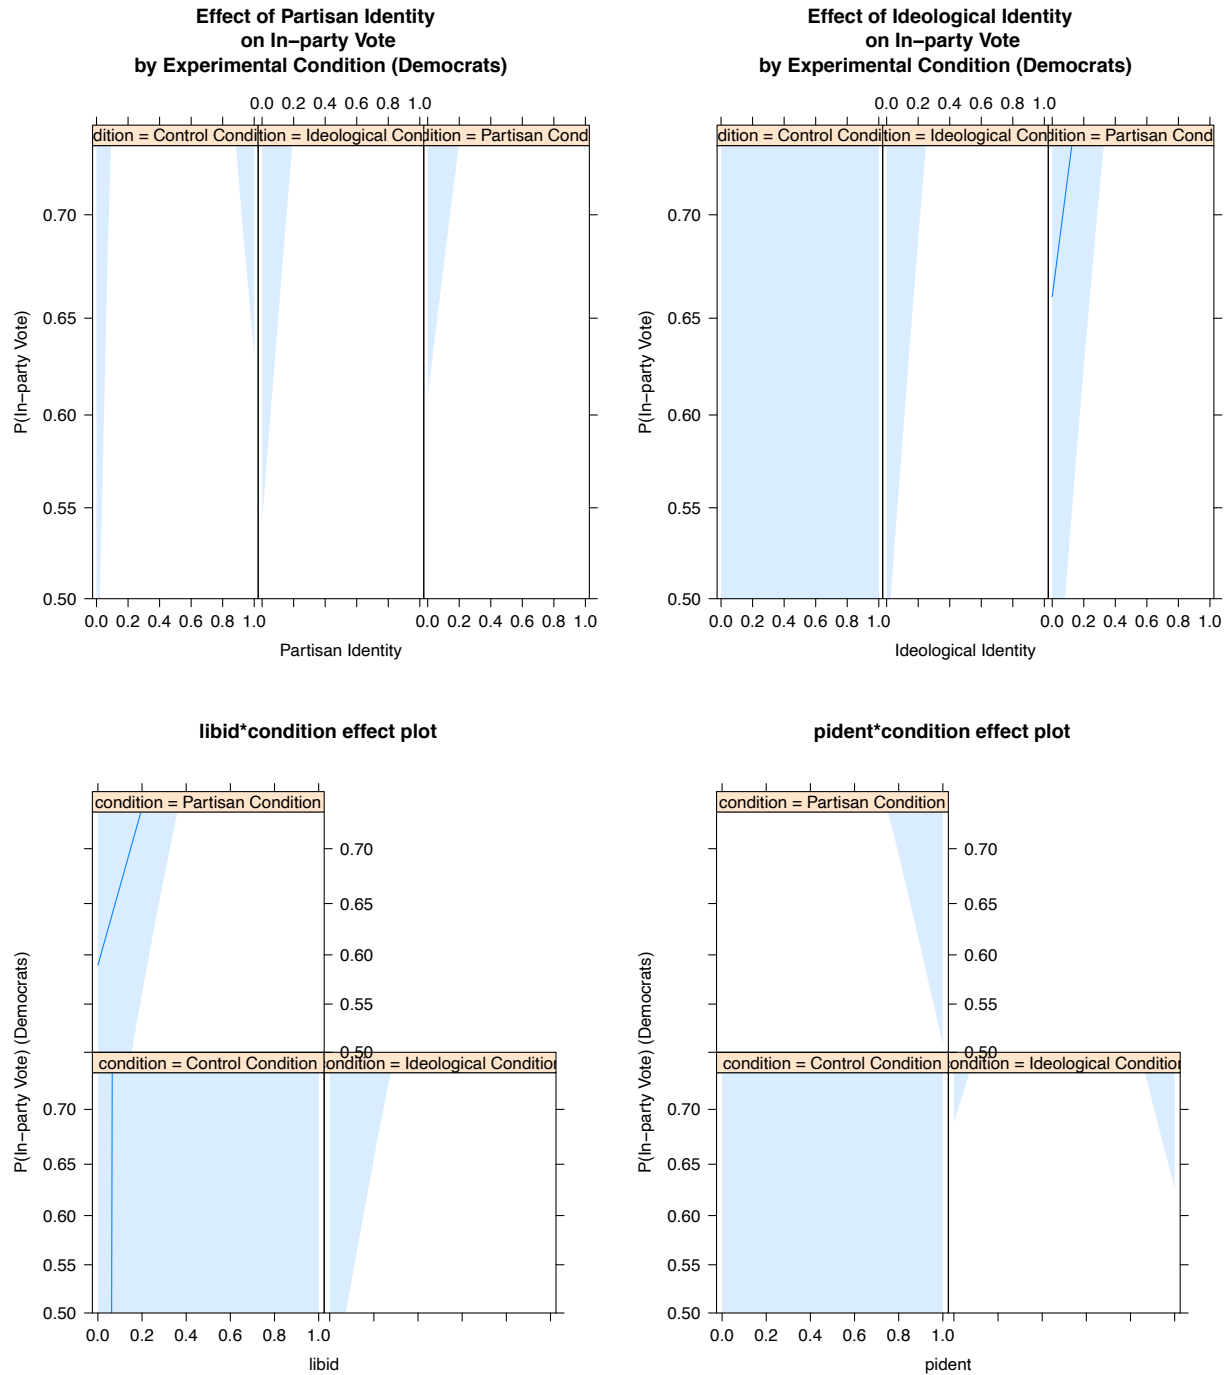 Effect of Partisan Identity
on In−party Vote
by Experimental Condition (Democrats)
0.0 0.2 0.4 0.6 0.8 1.0
dition = Control Condi
tion = Ideological Con
dition = Partisan Cond
0.70
0.65
0.60
0.55
0.50
P(In−party Vote)
0.0 0.2 0.4 0.6 0.8 1.0
0.0 0.2 0.4 0.6 0.8 1.0
Partisan Identity
Effect of Ideological Identity
on In−party Vote
by Experimental Condition (Democrats)
0.0 0.2 0.4 0.6 0.8 1.0
dition = Control Condi
tion = Ideological Con
dition = Partisan Cond
0.70
0.65
0.60
0.55
0.50
P(In−party Vote)
0.0 0.2 0.4 0.6 0.8 1.0
0.0 0.2 0.4 0.6 0.8 1.0
Ideological Identity
libid*condition effect plot
condition = Partisan Condition
0.70
0.65
0.60
0.55
0.50
condition = Control Condition
ondition = Ideological Condition
0.70
0.65
0.60
0.55
0.50
P(In−party Vote) (Democrats)
0.0 0.2 0.4 0.6 0.8 1.0
libid
pident*condition effect plot
condition = Partisan Condition
0.70
0.65
0.60
0.55
0.50
condition = Control Condition
condition = Ideological Condition
0.70
0.65
0.60
0.55
0.50
P(In−party Vote) (Democrats)
0.0 0.2 0.4 0.6 0.8 1.0
pident